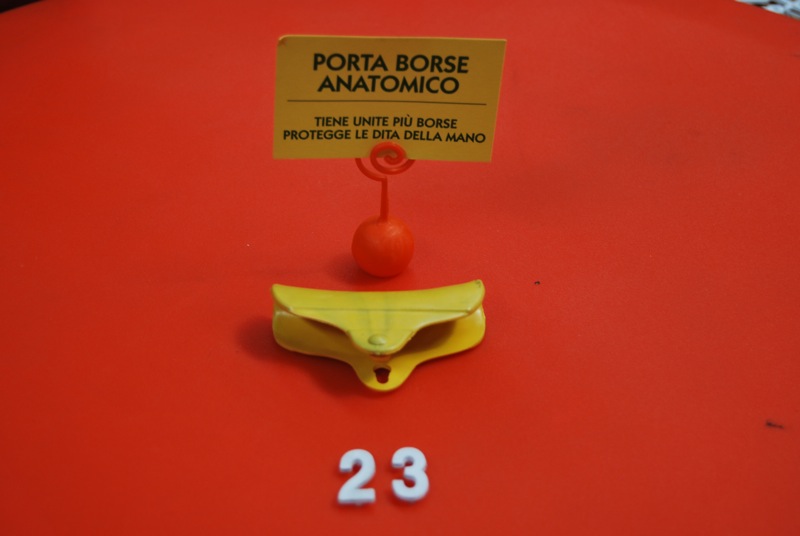 PORTA BORSE
ANATOMICO
TIENE UNITE PIÙ BORSE
PROTEGGE LE DITA DELLA MANO
23